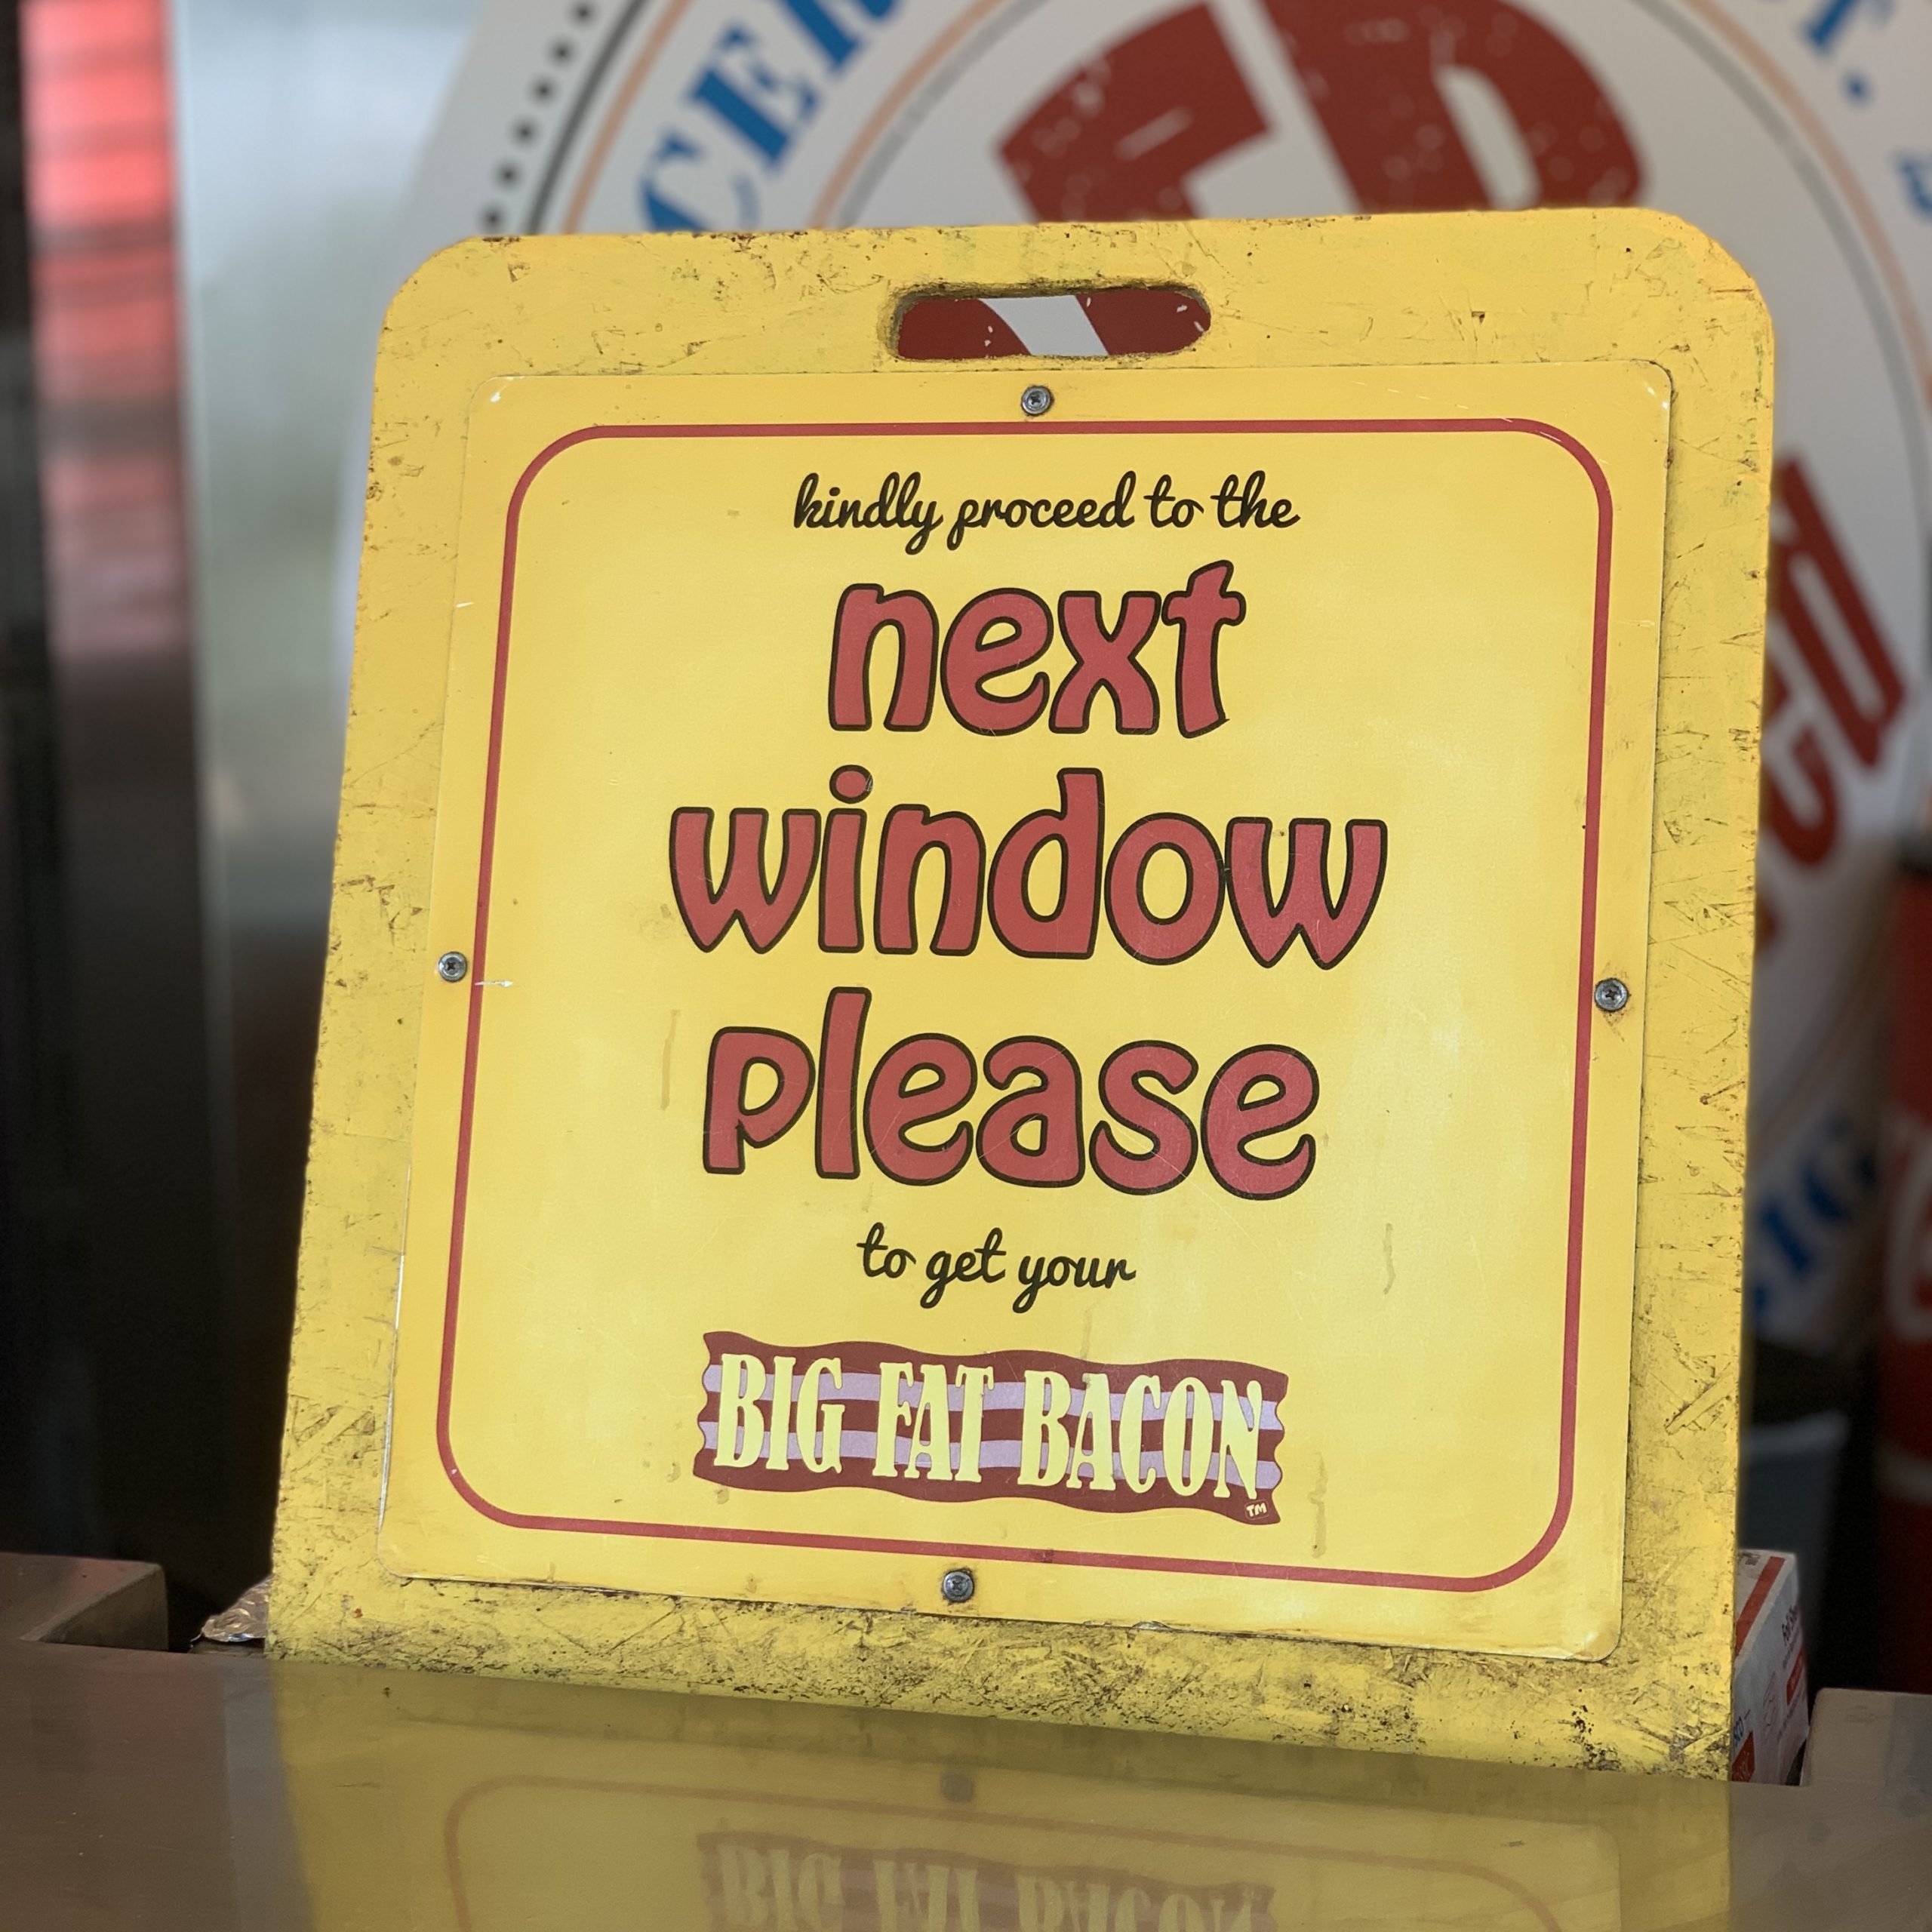 kindly proceed to the
next
window
please
to get your
BIG FAT BACON
TM